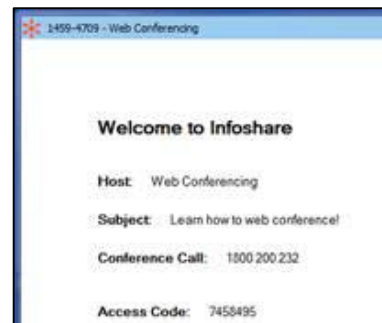 1459-4709 - Web Conferencing
Welcome to Infoshare
Host: Web Conferencing
Subject: Learn how to web conference!
Conference Call: 1800 200 232
Access Code: 7458495